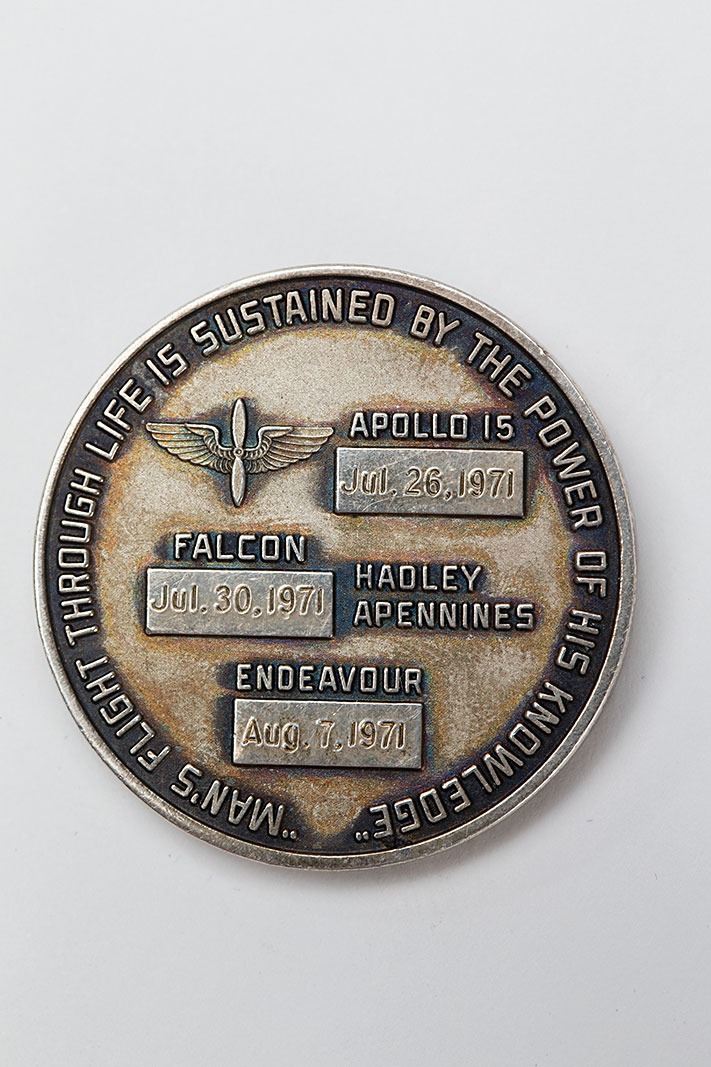 "MAN'S FLIGHT THROUGH LIFE IS SUSTAINED BY THE POWER OF HIS KNOWLEDGE"
APOLLO 15
Jul. 26, 1971
FALCON
Jul. 30, 1971
HADLEY
APENNINES
ENDEAVOUR
Aug. 7, 1971